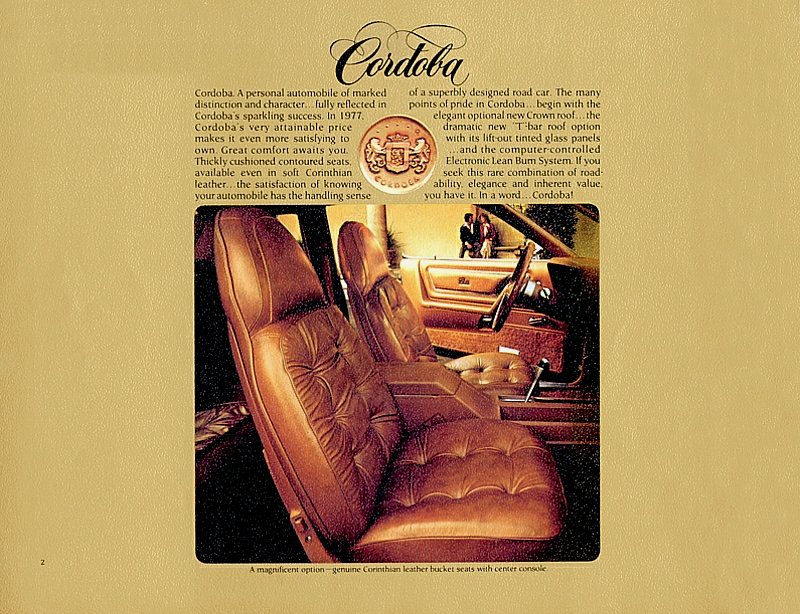 Cordoba
Cordoba. A personal automobile of marked
distinction and character...fully reflected in
Cordoba's sparkling success. In 1977,
Cordoba's very attainable price
makes it even more satisfying to
own. Great comfort awaits you.
Thickly cushioned contoured seats,
available even in soft Corinthian
leather...the satisfaction of knowing
your automobile has the handling sense
of a superbly designed road car. The many
points of pride in Cordoba...begin with the
elegant optional new Crown roof...the
dramatic new "T"-bar roof option
with its lift-out tinted glass panels
...and the computer-controlled
Electronic Lean Burn System. If you
seek this rare combination of road-
ability, elegance and inherent value,
you have it. In a word...Cordoba!
CORDOBA
A magnificent option—genuine Corinthian leather bucket seats with center console.
2